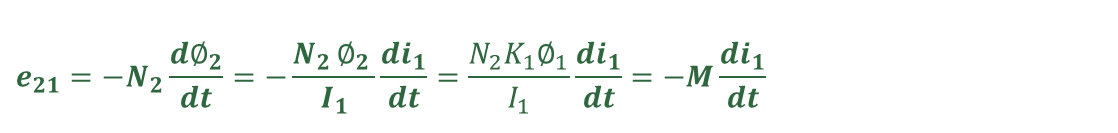 e₂₁ = −N₂ dØ₂/dt = − N₂ Ø₂/I₁ di₁/dt = N₂K₁Ø₁/I₁ di₁/dt = −M di₁/dt